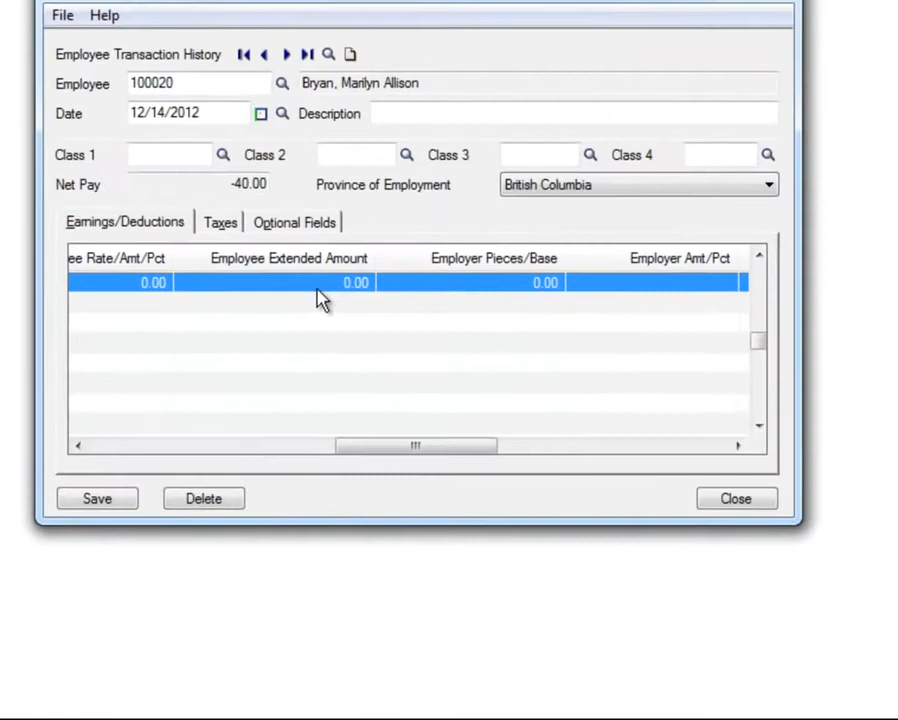 File Help
Employee Transaction History
Employee 100020 Bryan, Marilyn Allison
Date 12/14/2012 Description
Class 1 Class 2 Class 3 Class 4
Net Pay -40.00 Province of Employment British Columbia
Earnings/Deductions Taxes Optional Fields
ee Rate/Amt/Pct Employee Extended Amount Employer Pieces/Base Employer Amt/Pct
0.00 0.00 0.00
Save Delete Close